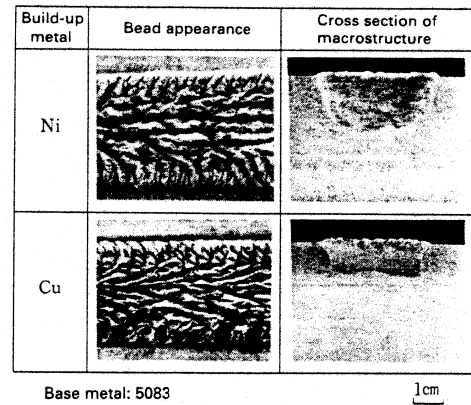 Build-up metal
Bead appearance
Cross section of macrostructure
Ni
Cu
Base metal: 5083
1cm